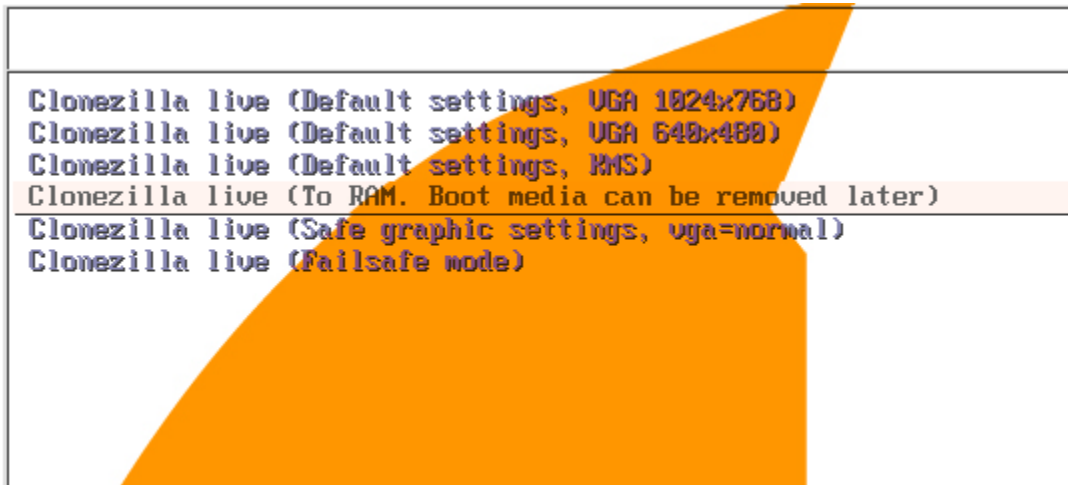 Clonezilla live (Default settings, VGA 1024x768)
Clonezilla live (Default settings, VGA 640x480)
Clonezilla live (Default settings, KMS)
Clonezilla live (To RAM. Boot media can be removed later)
Clonezilla live (Safe graphic settings, vga=normal)
Clonezilla live (Failsafe mode)